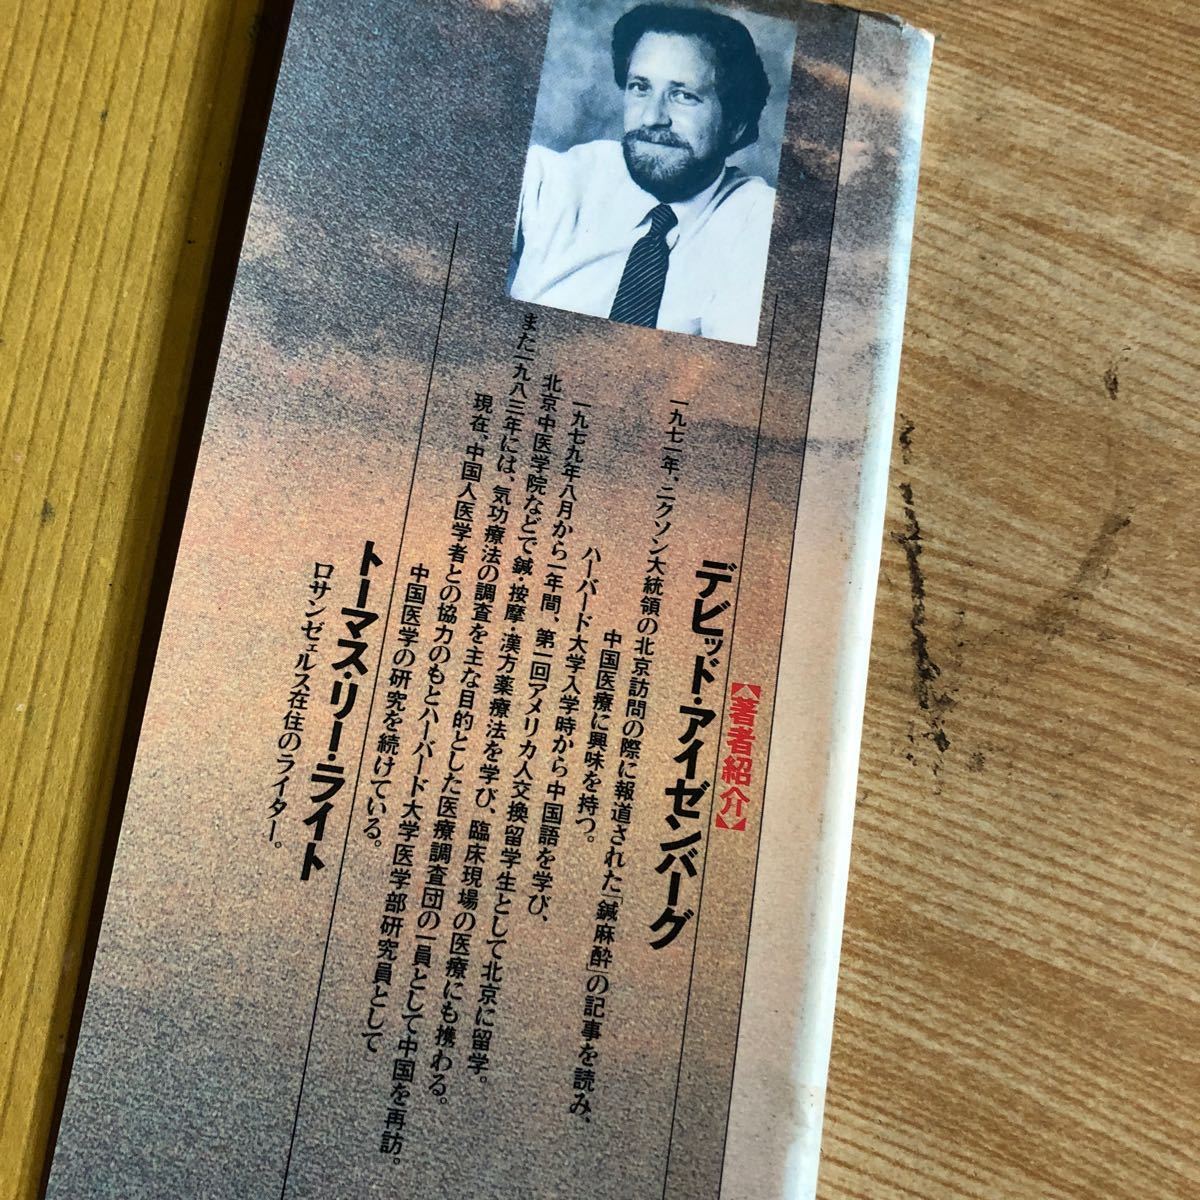 【著者紹介】
デビッド・アイゼンバーグ
一九七一年、ニクソン大統領の北京訪問の際に報道された「鍼麻酔」の記事を読み、
中国医療に興味を持つ。
ハーバード大学入学時から中国語を学び、
一九七九年八月から一年間、第一回アメリカ人交換留学生として北京に留学。
北京中医学院などで鍼・按摩・漢方薬療法を学び、臨床現場の医療にも携わる。
また一九八三年には、気功療法の調査を主な目的とした医療調査団の一員として中国を再訪。
現在、中国人医学者との協力のもとハーバード大学医学部研究員として
中国医学の研究を続けている。
トーマス・リー・ライト
ロサンゼルス在住のライター。